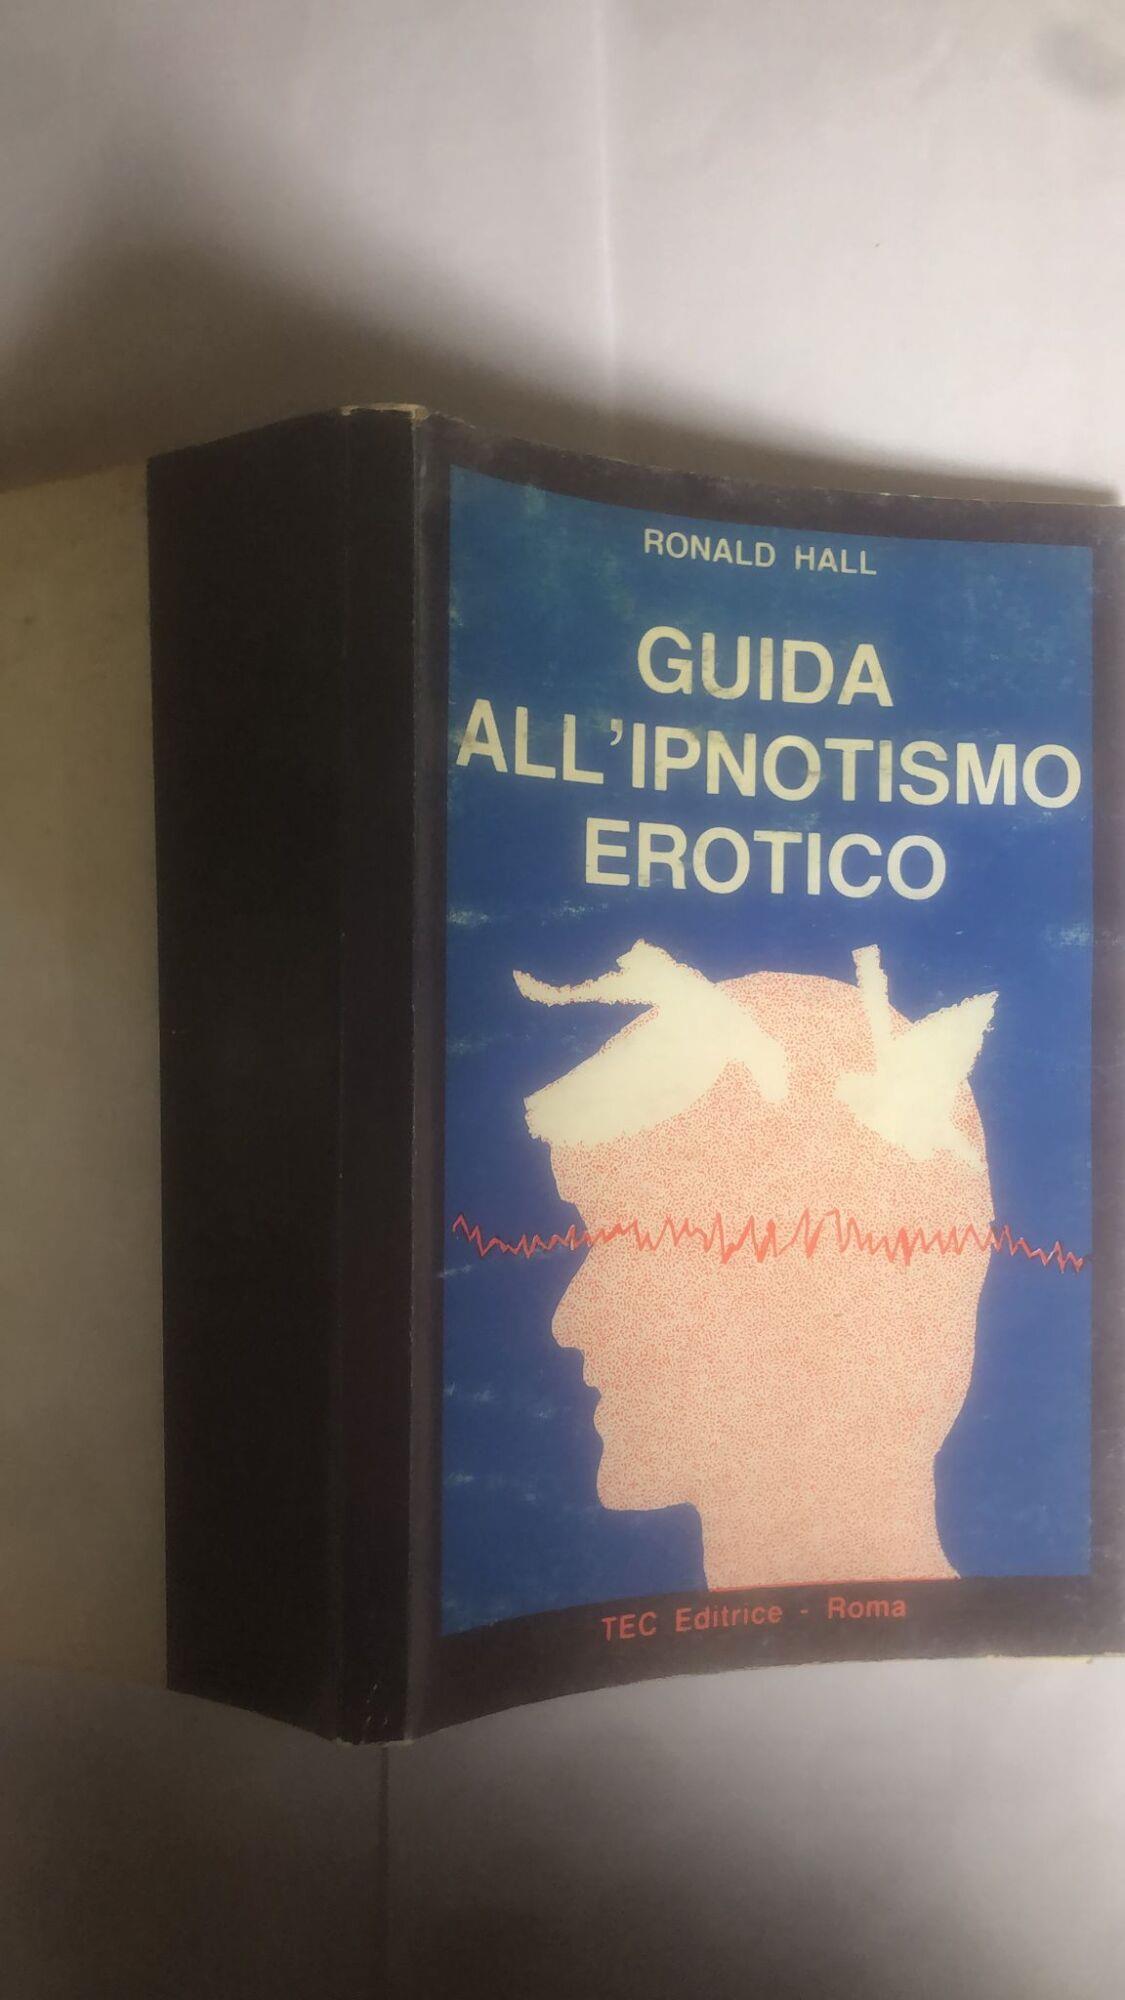 RONALD HALL
GUIDA
ALL'IPNOTISMO
EROTICO
TEC Editrice - Roma